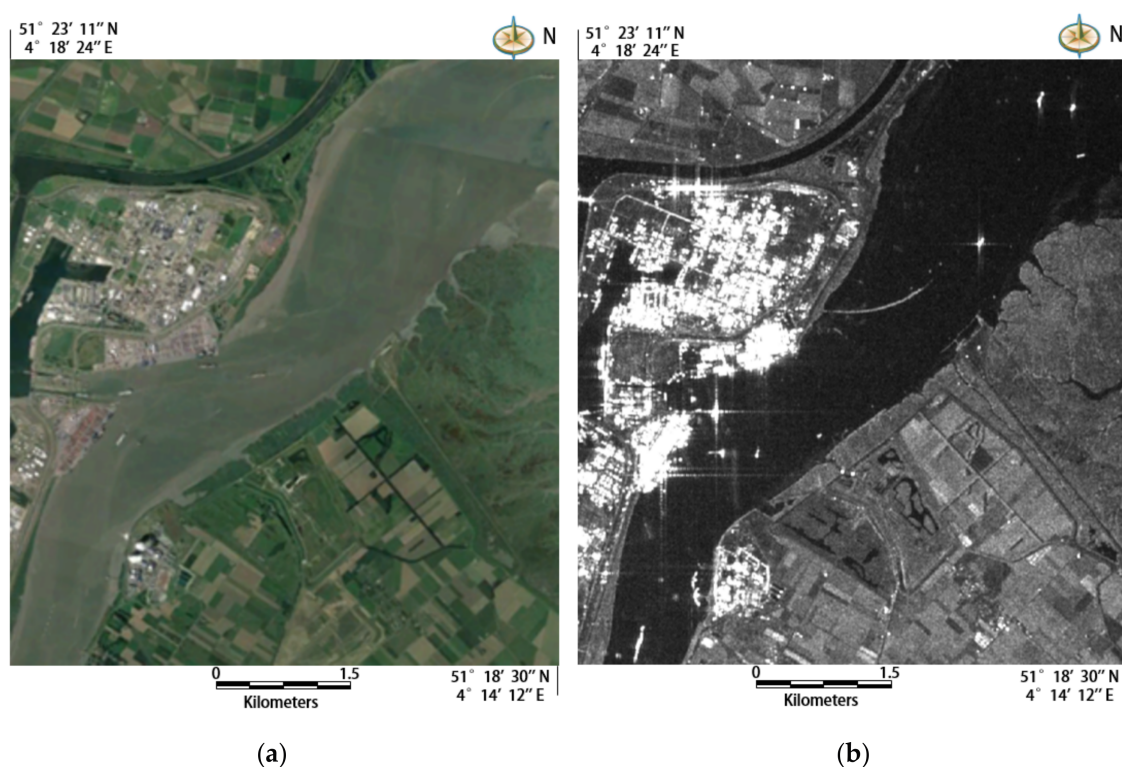 51° 23' 11" N
4° 18' 24" E
N
51° 23' 11" N
4° 18' 24" E
N
0 1.5
Kilometers
51° 18' 30" N
4° 14' 12" E
0 1.5
Kilometers
51° 18' 30" N
4° 14' 12" E
(a)
(b)